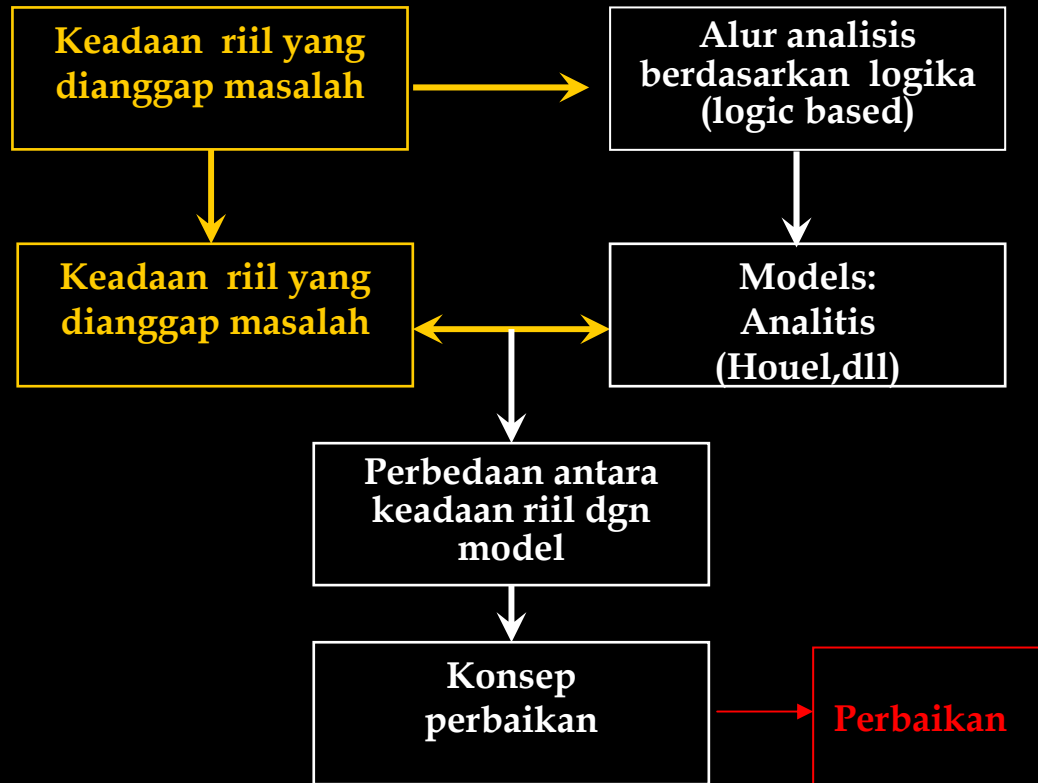 Keadaan riil yang
dianggap masalah
Alur analisis
berdasarkan logika
(logic based)
Keadaan riil yang
dianggap masalah
Models:
Analitis
(Houel,dll)
Perbedaan antara
keadaan riil dgn
model
Konsep
perbaikan
Perbaikan